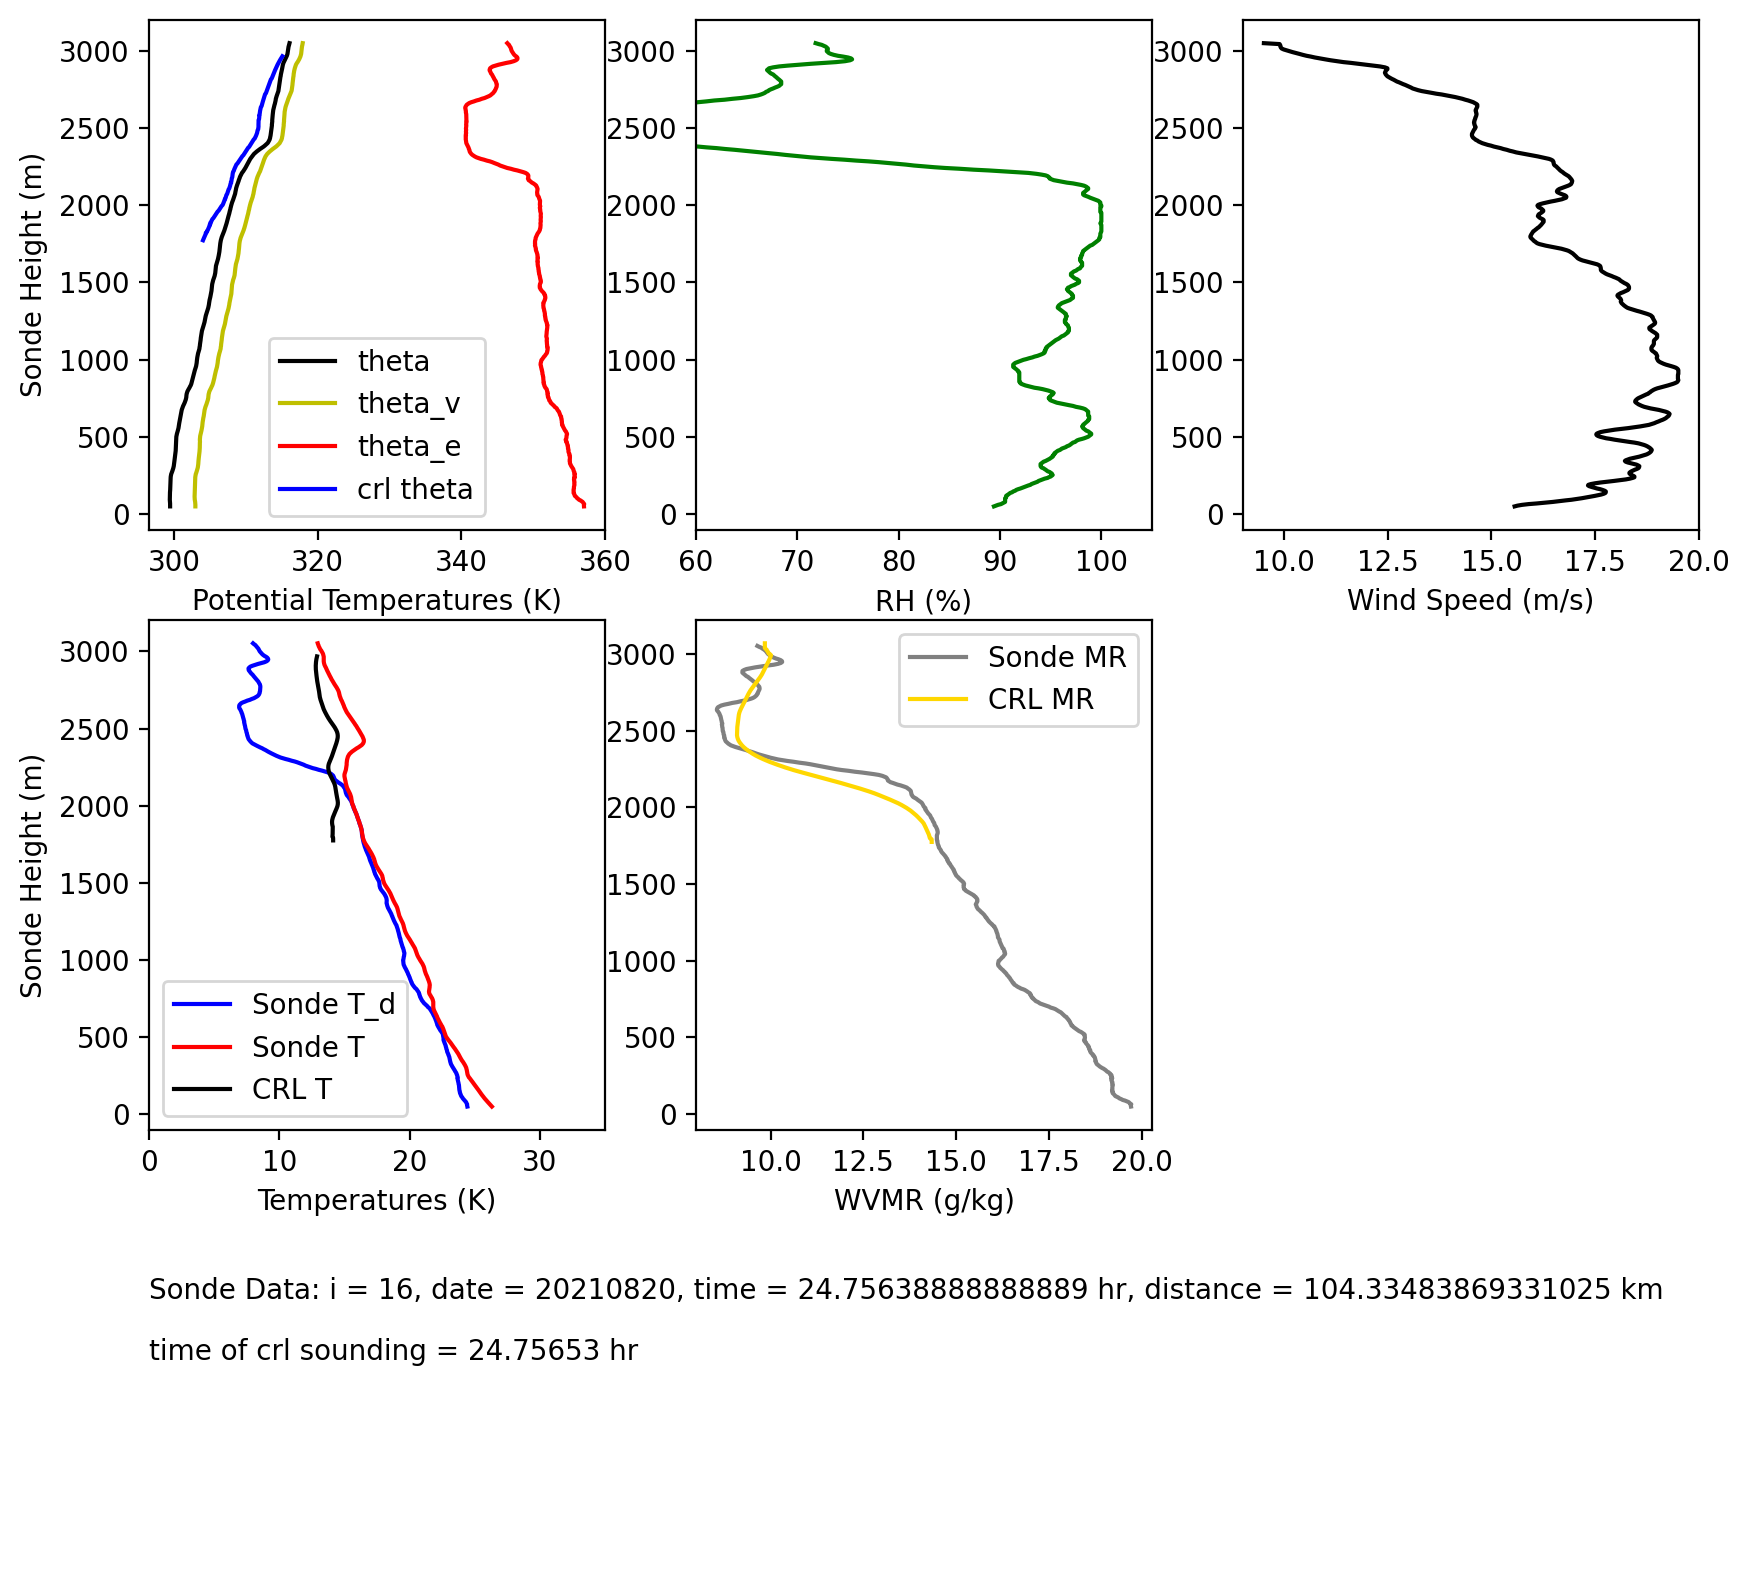 3000
2500
2000
1500
1000
500
0
Sonde Height (m)
300 320 340 360
Potential Temperatures (K)
theta
theta_v
theta_e
crl theta
3000
2500
2000
1500
1000
500
0
60 70 80 90 100
RH (%)
3000
2500
2000
1500
1000
500
0
10.0 12.5 15.0 17.5 20.0
Wind Speed (m/s)
3000
2500
2000
1500
1000
500
0
Sonde Height (m)
0 10 20 30
Temperatures (K)
Sonde T_d
Sonde T
CRL T
3000
2500
2000
1500
1000
500
0
10.0 12.5 15.0 17.5 20.0
WVMR (g/kg)
Sonde MR
CRL MR
Sonde Data: i = 16, date = 20210820, time = 24.75638888888889 hr, distance = 104.33483869331025 km
time of crl sounding = 24.75653 hr